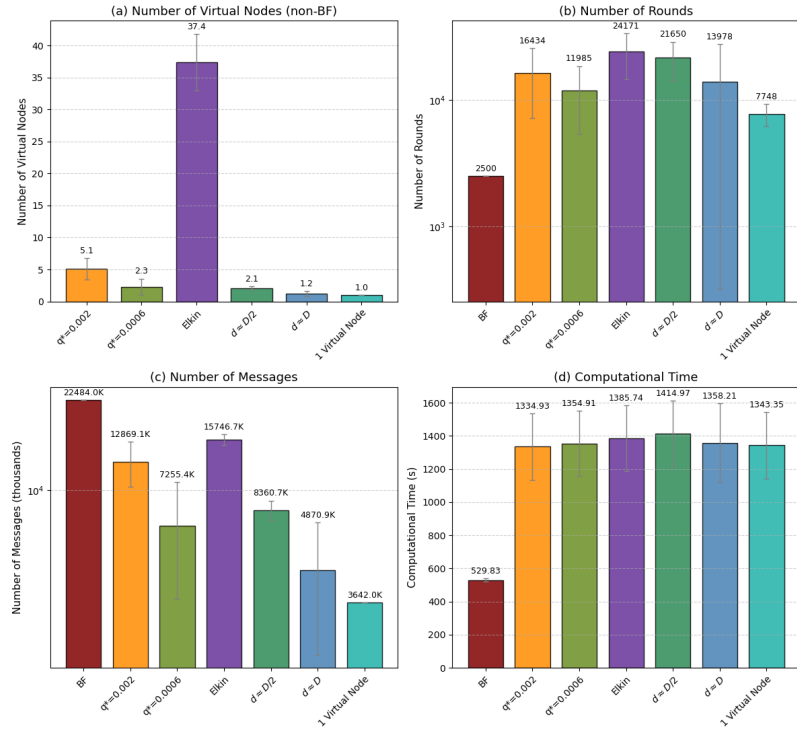 (a) Number of Virtual Nodes (non-BF)
Number of Virtual Nodes
0
5
10
15
20
25
30
35
40
5.1
2.3
37.4
2.1
1.2
1.0
q*=0.002
q*=0.0006
Elkin
d ≈ D/2
d ≈ D
1 Virtual Node
(b) Number of Rounds
Number of Rounds
10³
10⁴
2500
16434
11985
24171
21650
13978
7748
BF
q*=0.002
q*=0.0006
Elkin
d ≈ D/2
d ≈ D
1 Virtual Node
(c) Number of Messages
Number of Messages (thousands)
10⁴
22484.0K
12869.1K
7255.4K
15746.7K
8360.7K
4870.9K
3642.0K
BF
q*=0.002
q*=0.0006
Elkin
d ≈ D/2
d ≈ D
1 Virtual Node
(d) Computational Time
Computational Time (s)
0
200
400
600
800
1000
1200
1400
1600
529.83
1334.93
1354.91
1385.74
1414.97
1358.21
1343.35
BF
q*=0.002
q*=0.0006
Elkin
d ≈ D/2
d ≈ D
1 Virtual Node